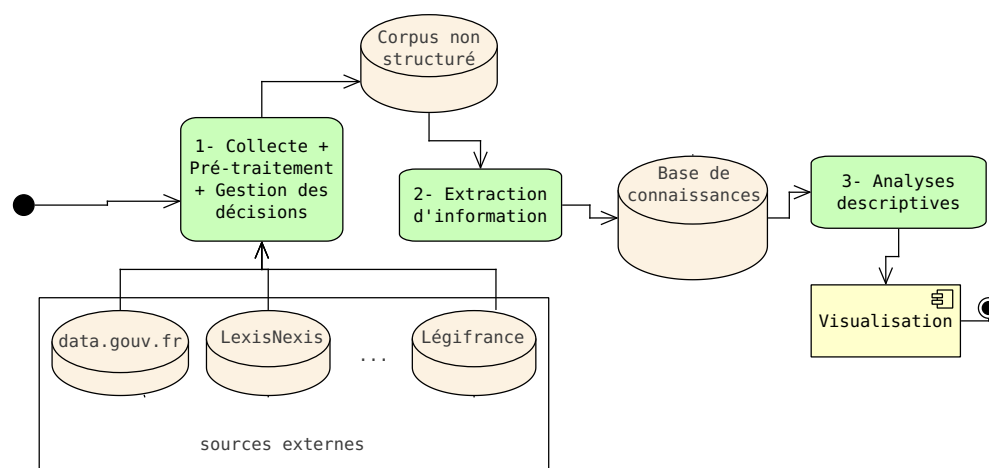 Corpus non
structuré
1- Collecte +
Pré-traitement
+ Gestion des
décisions
2- Extraction
d'information
Base de
connaissances
3- Analyses
descriptives
Visualisation
data.gouv.fr
LexisNexis
...
Légifrance
sources externes